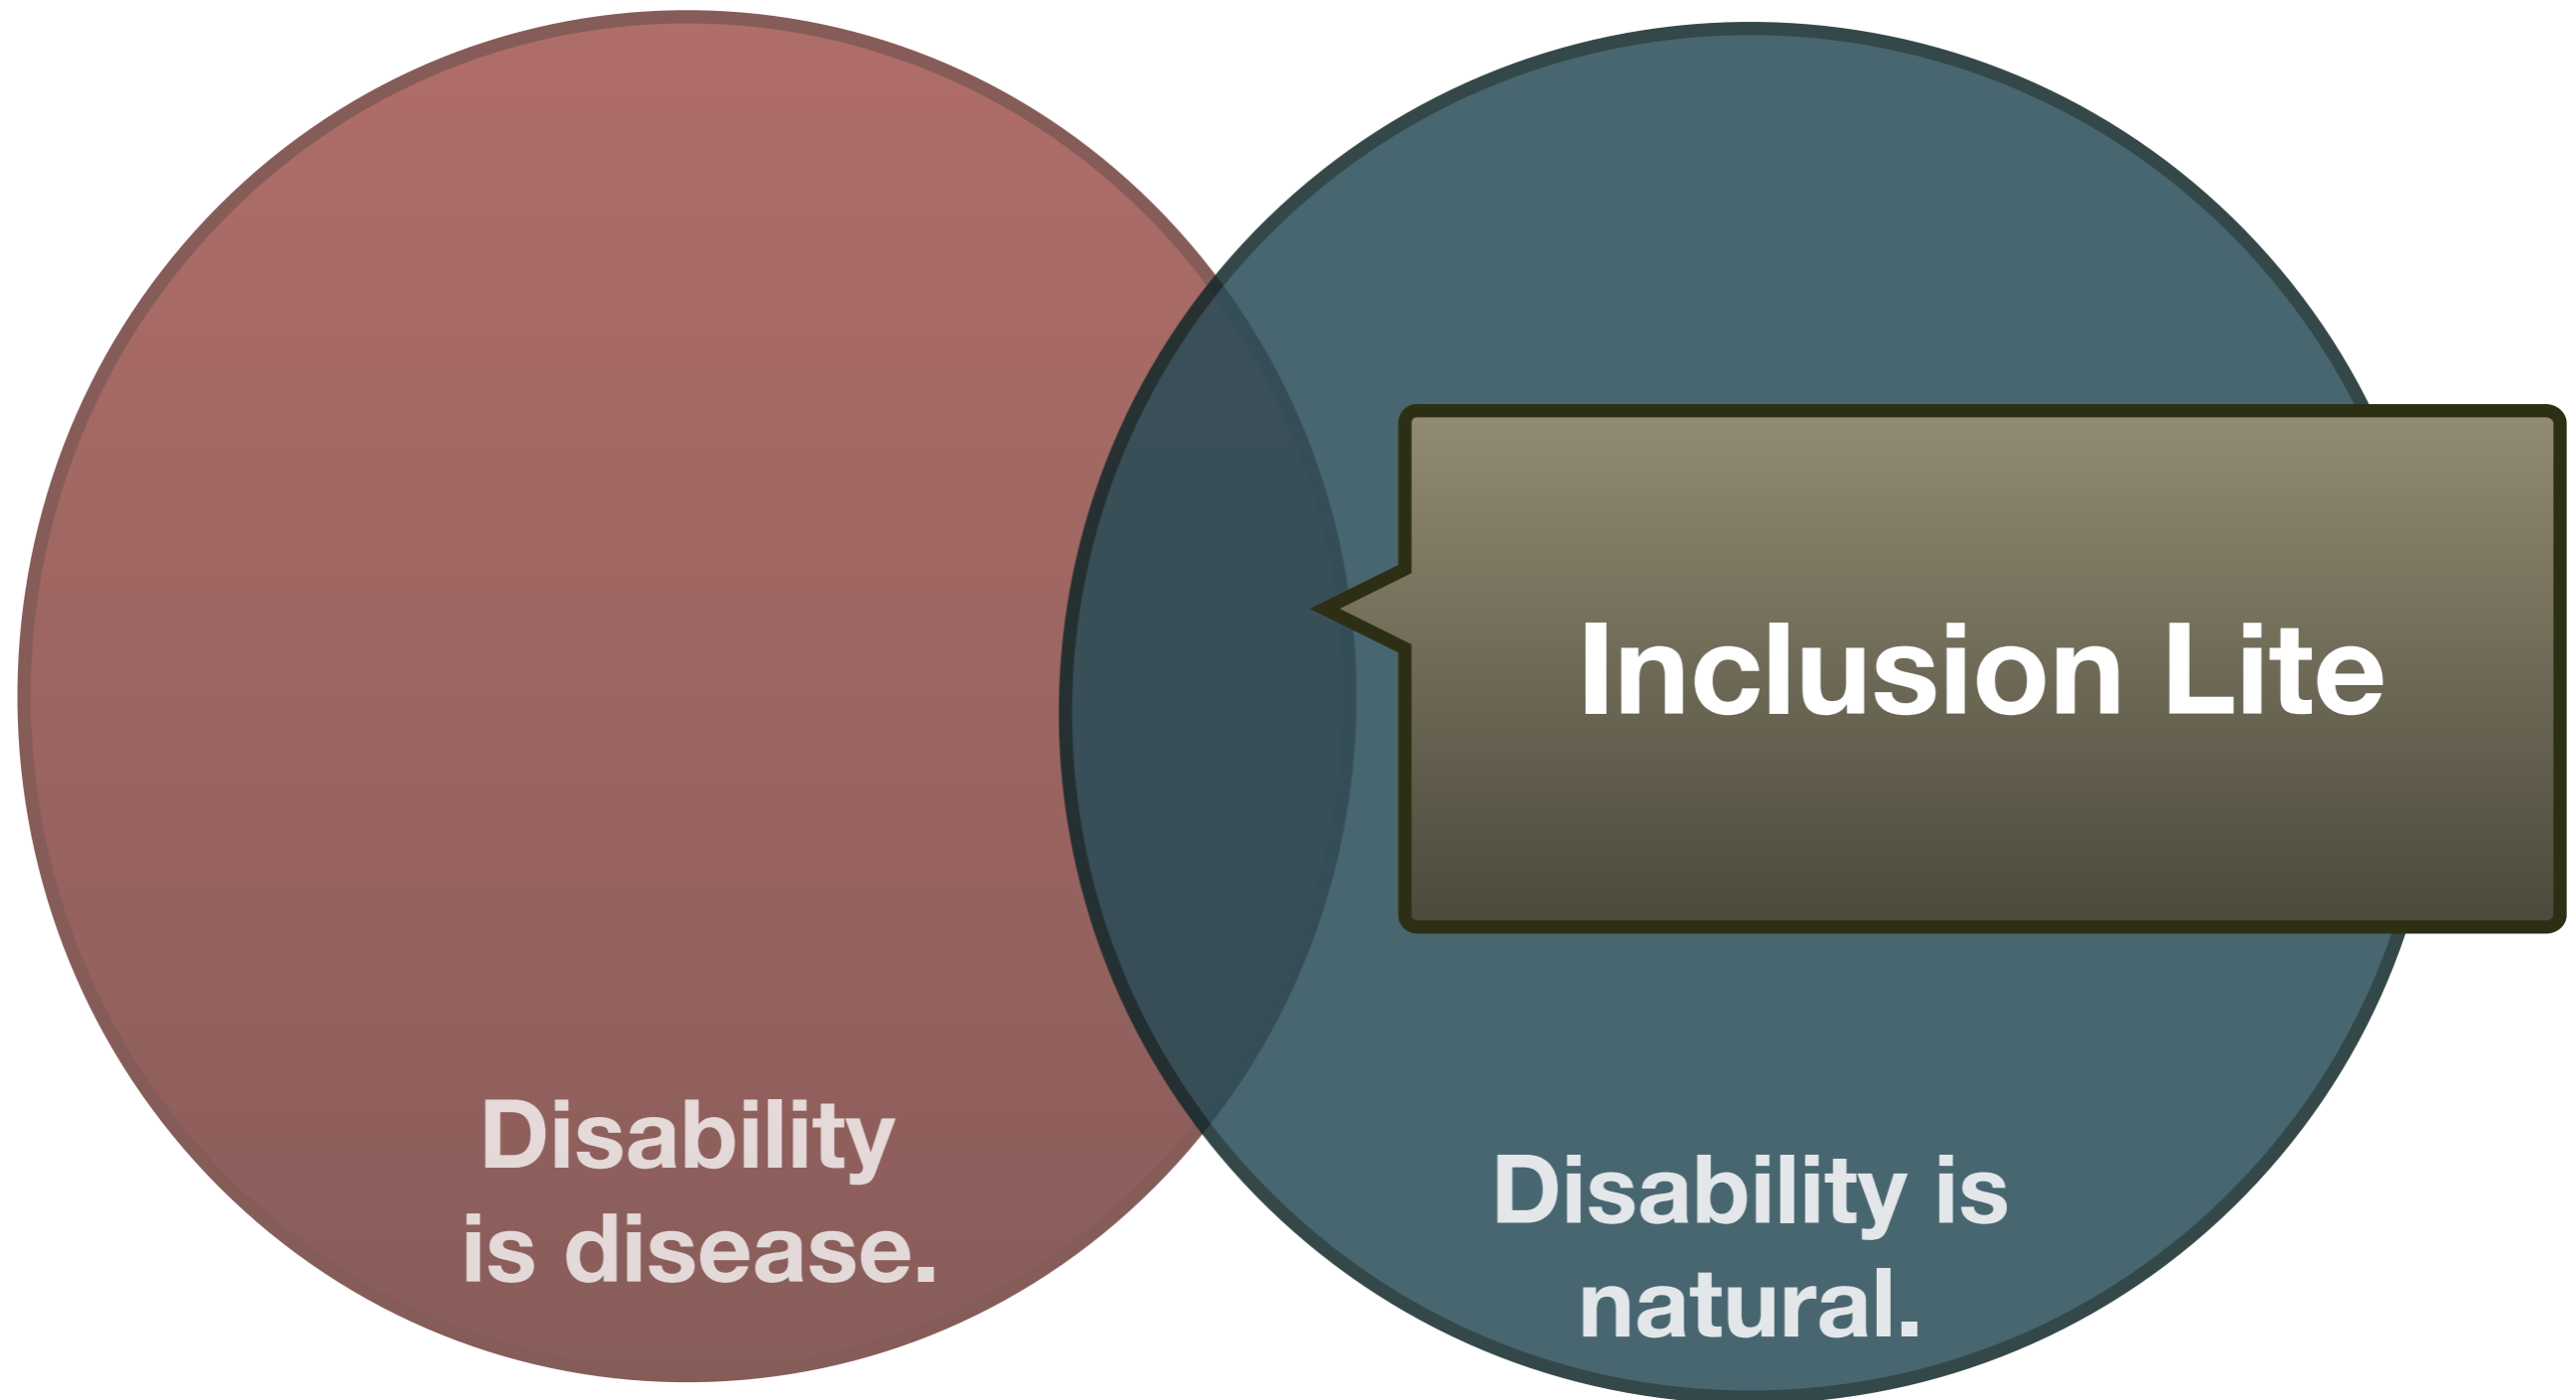 Inclusion Lite
Disability
is disease.
Disability is
natural.